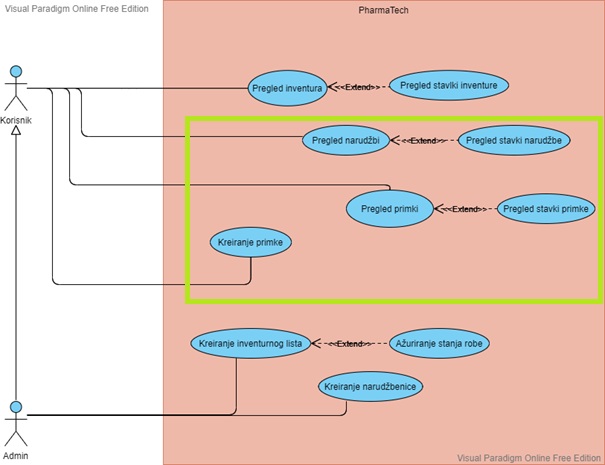 Visual Paradigm Online Free Edition
PharmaTech
Korisnik
Pregled inventura
<<Extend>>
Pregled stavki inventure
Pregled narudžbi
<<Extend>>
Pregled stavki narudžbe
Pregled primki
<<Extend>>
Pregled stavki primke
Kreiranje primke
Kreiranje inventurnog lista
<<Extend>>
Ažuriranje stanja robe
Kreiranje narudžbenice
Admin
Visual Paradigm Online Free Edition